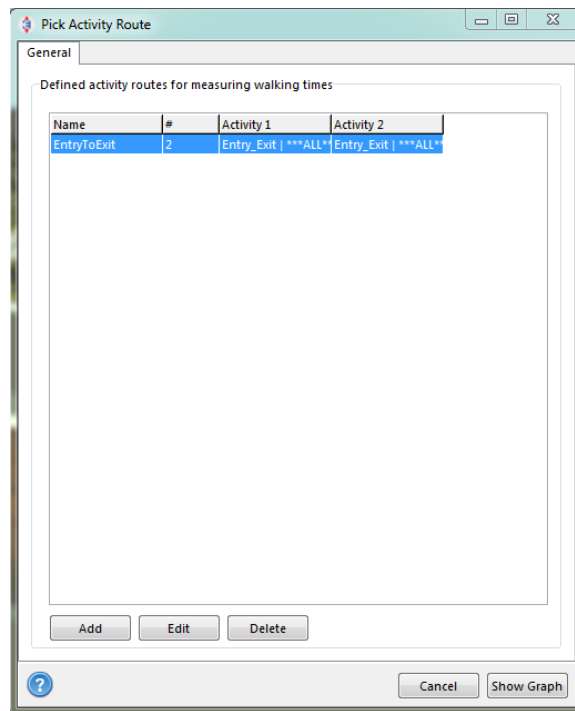 Pick Activity Route
General
Defined activity routes for measuring walking times
Name # Activity 1 Activity 2
EntryToExit 2 Entry_Exit | ***ALL** Entry_Exit | ***ALL**
Add Edit Delete
? Cancel Show Graph